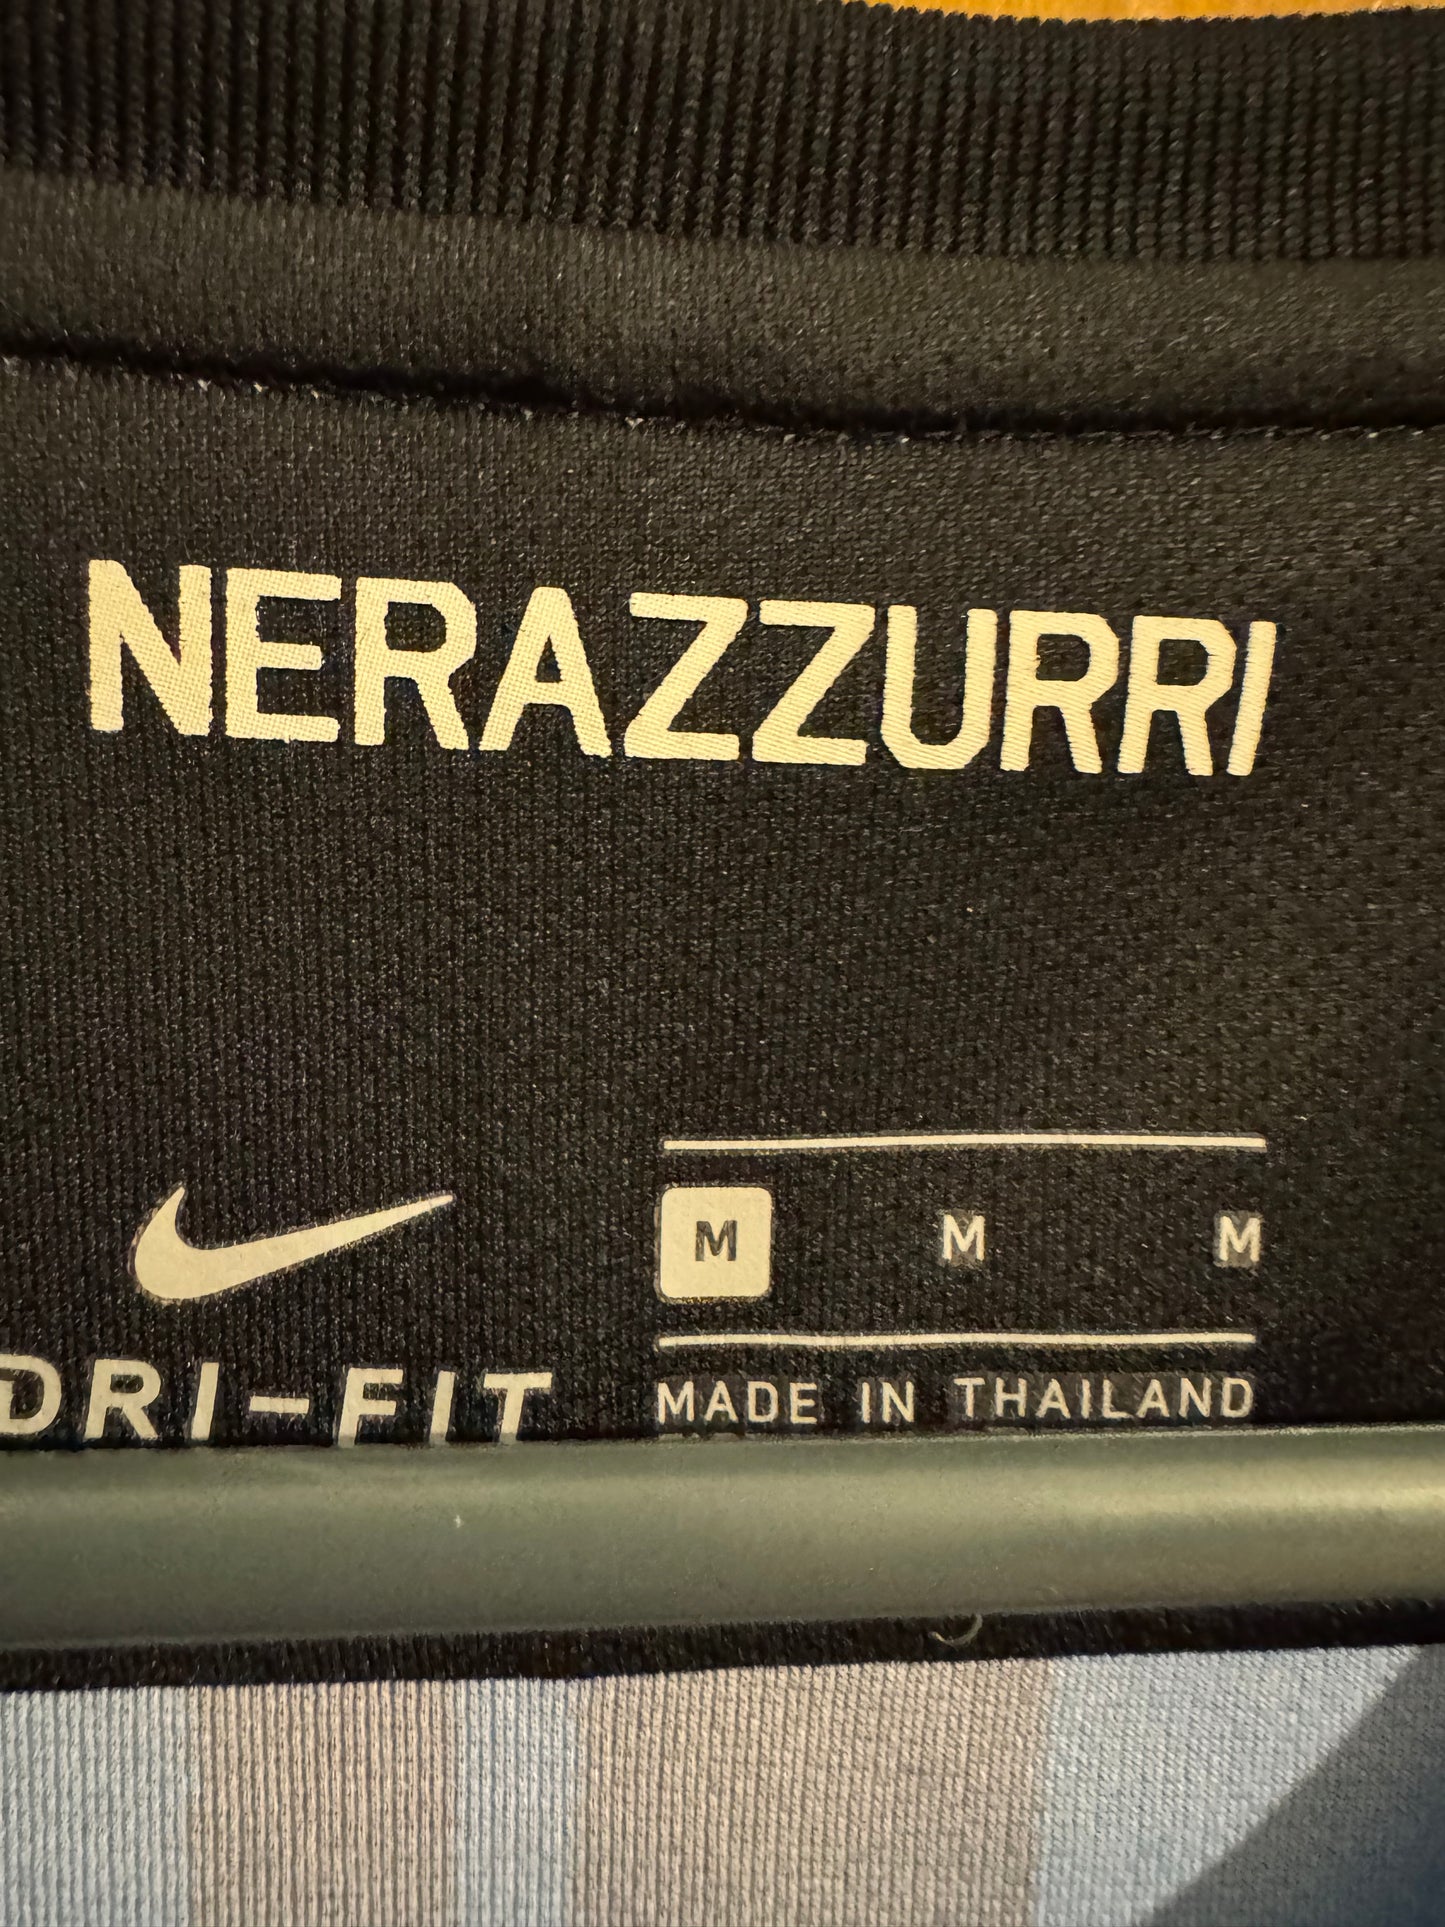 NERAZZURRI
M M M
DRI-FIT
MADE IN THAILAND